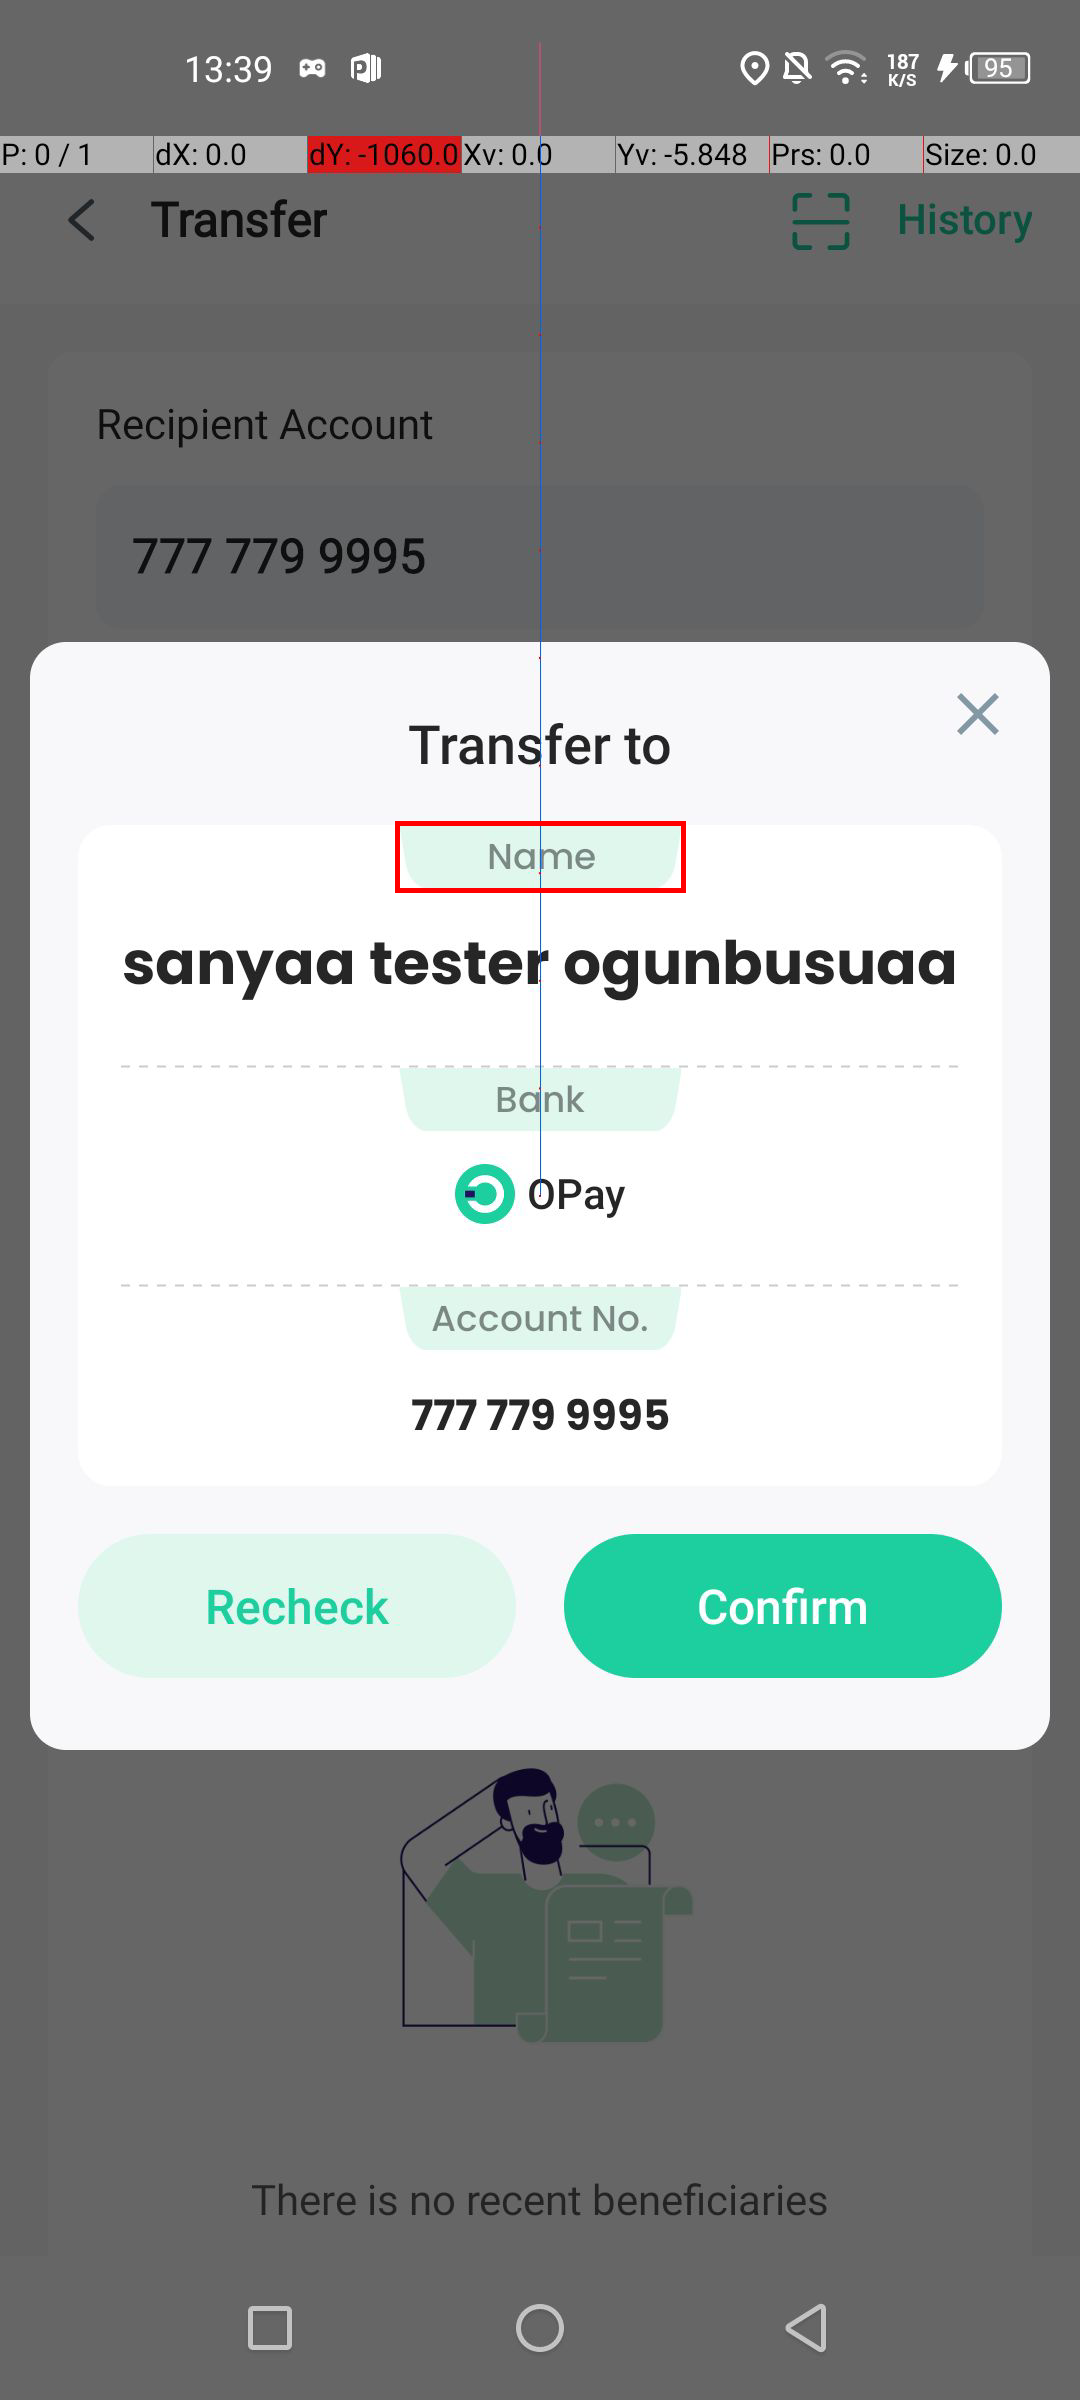 13:39 187 K/S 95
P: 0 / 1 dX: 0.0 dY: -1060.0 Xv: 0.0 Yv: -5.848 Prs: 0.0 Size: 0.0
Transfer History
Recipient Account
777 779 9995
Transfer to
Name
sanyaa tester ogunbusuaa
Bank
OPay
Account No.
777 779 9995
Recheck Confirm
There is no recent beneficiaries